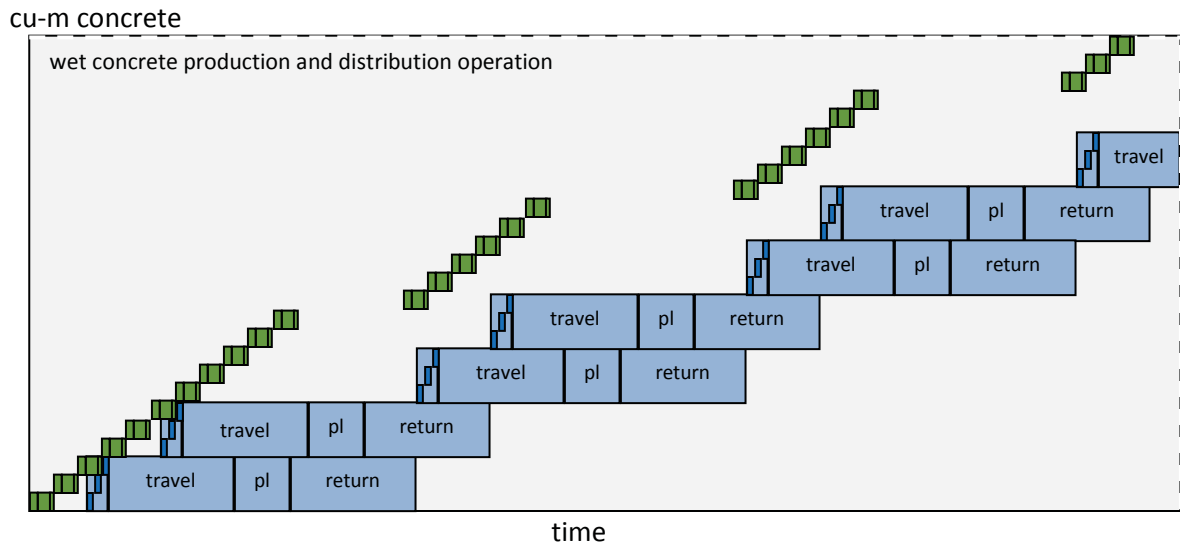 cu-m concrete
wet concrete production and distribution operation
travel
travel pl return
travel pl return
travel pl return
travel pl return
travel pl return
travel pl return
time